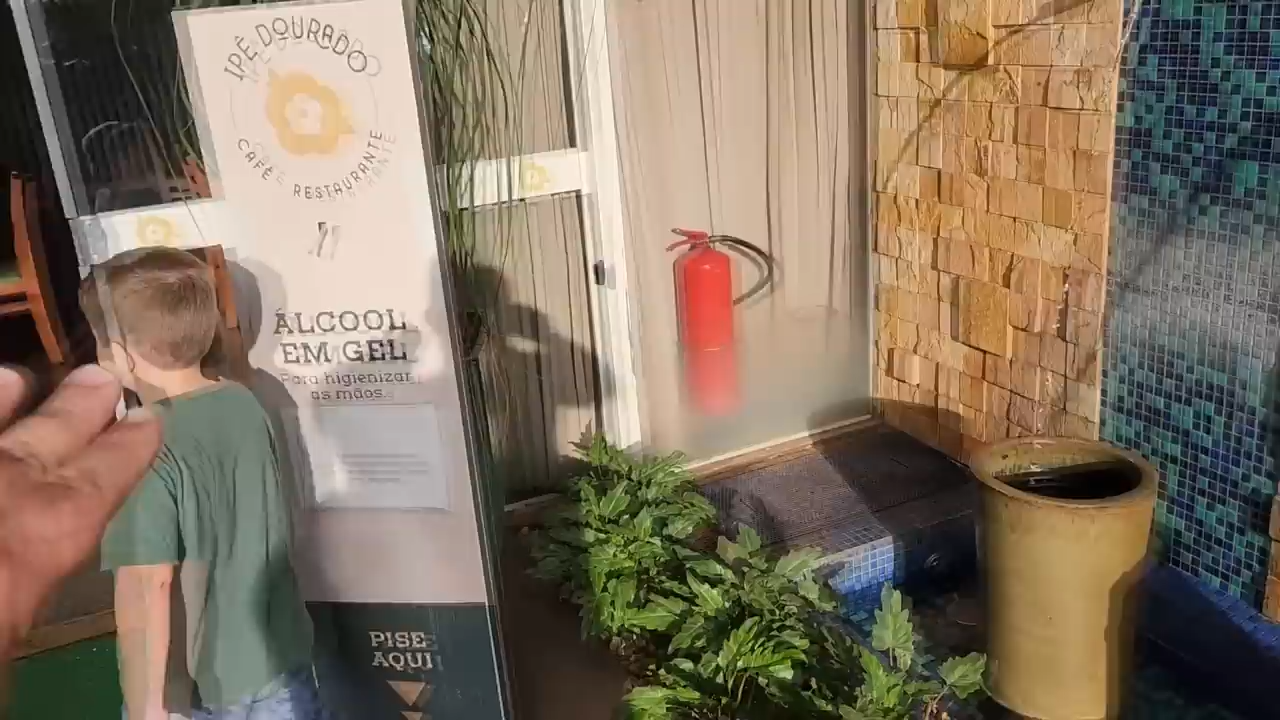 IPÊ DOURADO
CAFÉ E RESTAURANTE
ÁLCOOL
EM GEL
Para higienizar
as mãos.
PISE
AQUI